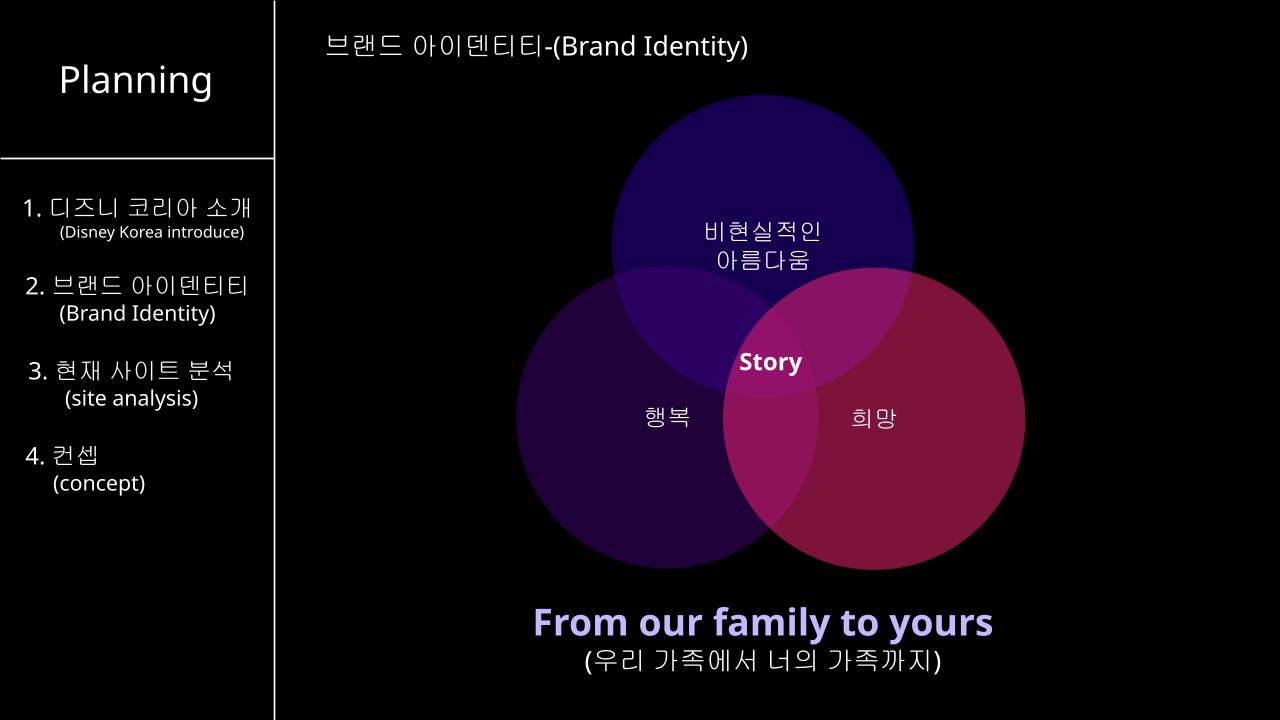 Planning
1. 디즈니 코리아 소개
(Disney Korea introduce)
2. 브랜드 아이덴티티
(Brand Identity)
3. 현재 사이트 분석
(site analysis)
4. 컨셉
(concept)
브랜드 아이덴티티-(Brand Identity)
비현실적인
아름다움
Story
행복
희망
From our family to yours
(우리 가족에서 너의 가족까지)